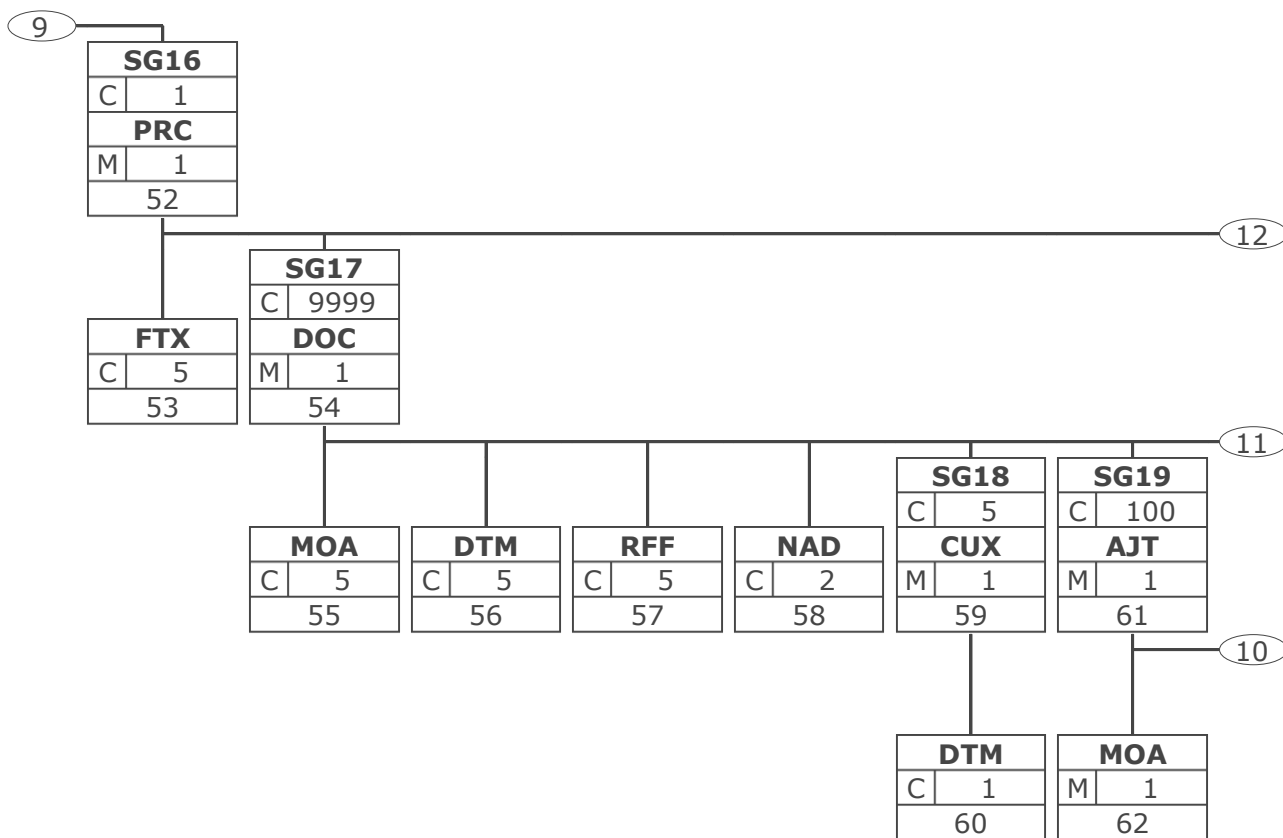 9
SG16
C 1
PRC
M 1
52
12
SG17
C 9999
FTX
DOC
C 5
M 1
53
54
11
SG18
SG19
C 5
C 100
MOA
DTM
RFF
NAD
CUX
AJT
C 5
C 5
C 5
C 2
M 1
M 1
55
56
57
58
59
61
10
DTM
MOA
C 1
M 1
60
62